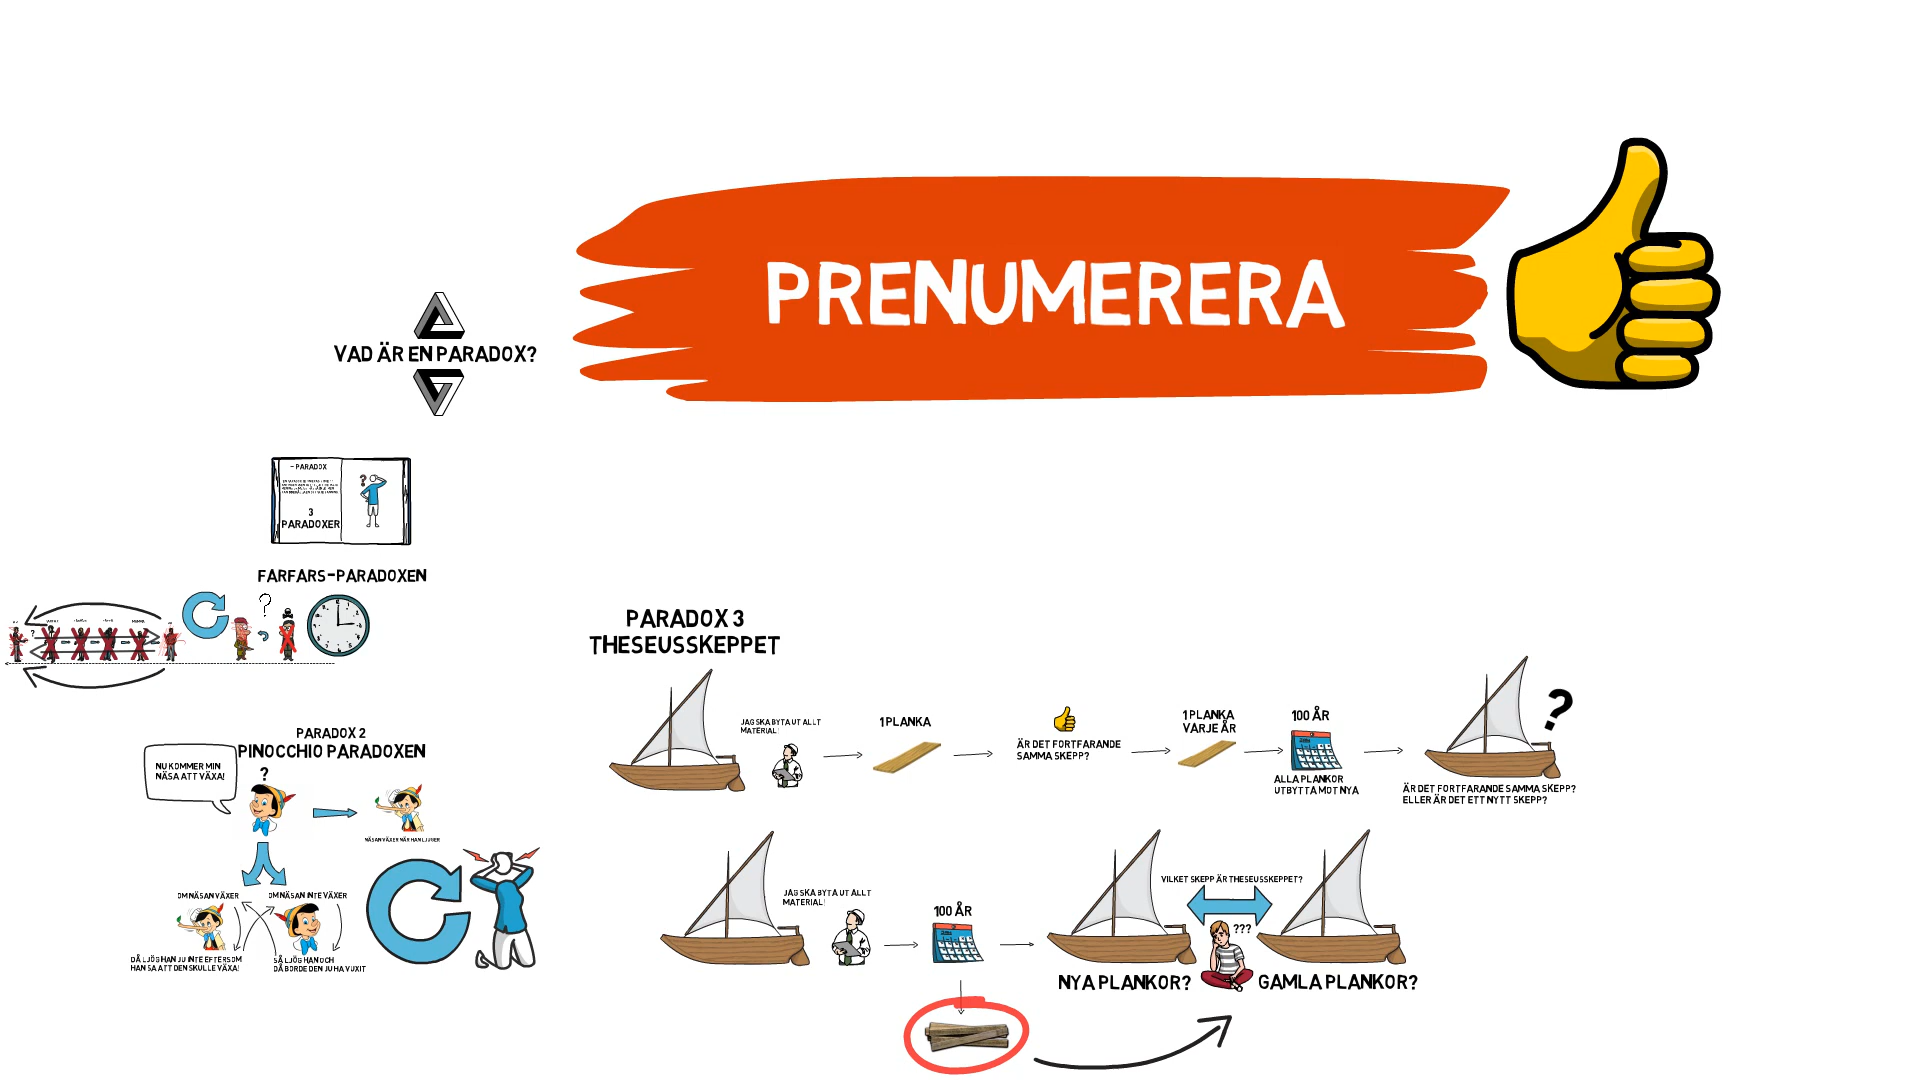 PRENUMERERA
VAD ÄR EN PARADOX?
- PARADOX
3
PARADOXER
?
FARFARS-PARADOXEN
?
?
PARADOX 2
PINOCCHIO PARADOXEN
NU KOMMER MIN
NÄSA ATT VÄXA!
?
NÄSAN VÄXER NÄR HAN LJUGER
OM NÄSAN VÄXER
OM NÄSAN INTE VÄXER
DÅ LJÖG HAN JU INTE EFTERSOM
HAN SA ATT DEN SKULLE VÄXA!
SÅ LJÖG HAN OCH
DÅ BORDE DEN JU HA VUXIT
PARADOX 3
THESEUSSKEPPET
JAG SKA BYTA UT ALLT
MATERIAL!
1 PLANKA
ÄR DET FORTFARANDE
SAMMA SKEPP?
1 PLANKA
VARJE ÅR
100 ÅR
ALLA PLANKOR
UTBYTTA MOT NYA
?
ÄR DET FORTFARANDE SAMMA SKEPP?
ELLER ÄR DET ETT NYTT SKEPP?
JAG SKA BYTA UT ALLT
MATERIAL!
100 ÅR
VILKET SKEPP ÄR THESEUSSKEPPET?
???
NYA PLANKOR?
GAMLA PLANKOR?